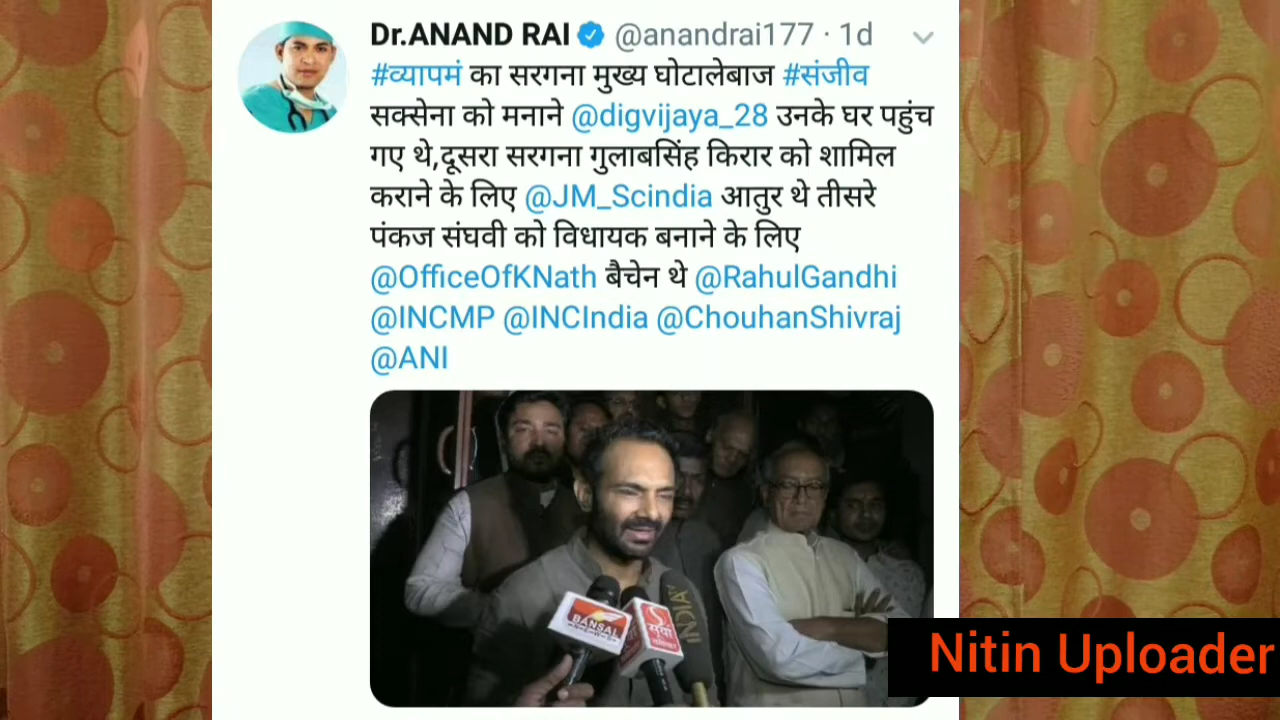 Dr.ANAND RAI @anandrai177 · 1d
#व्यापमं का सरगना मुख्य घोटालेबाज #संजीव
सक्सेना को मनाने @digvijaya_28 उनके घर पहुंच
गए थे,दूसरा सरगना गुलाबसिंह किरार को शामिल
कराने के लिए @JM_Scindia आतुर थे तीसरे
पंकज संघवी को विधायक बनाने के लिए
@OfficeOfKNath बैचेन थे @RahulGandhi
@INCMP @INCIndia @ChouhanShivraj
@ANI
BANSAL
INDIA
Nitin Uploader